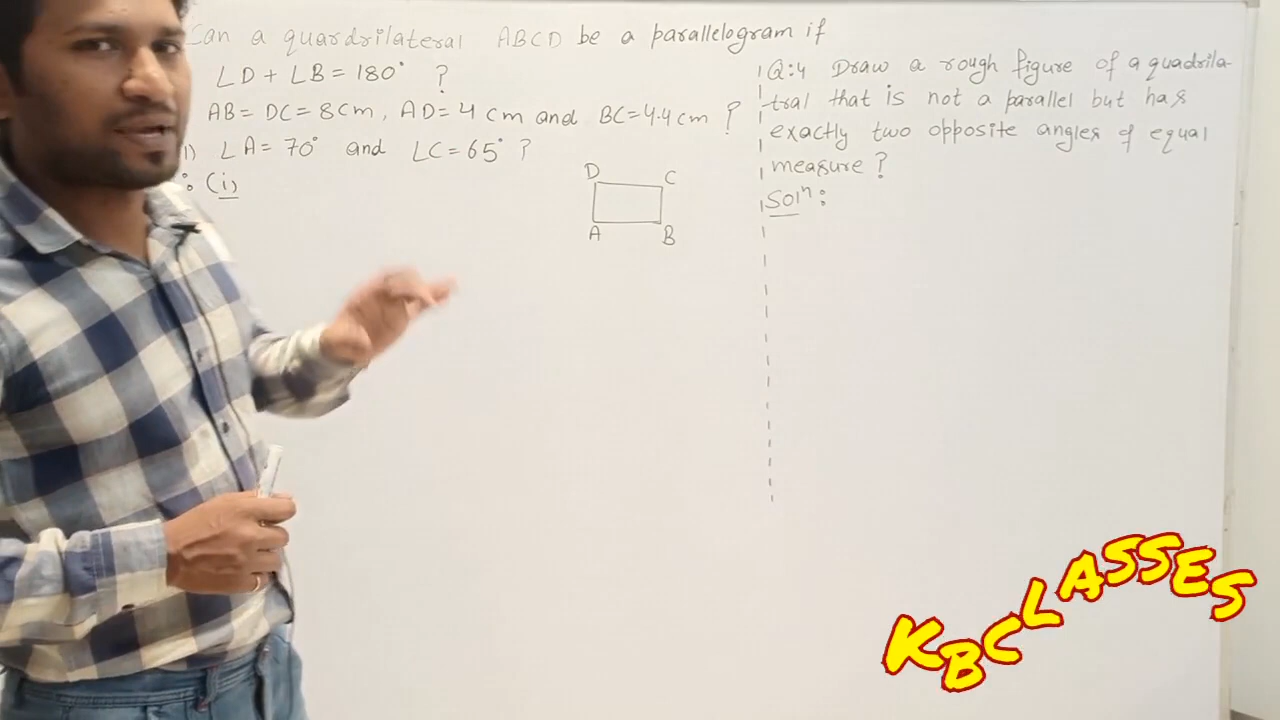 Can a quardrilateral ABCD be a parallelogram if
∠D + ∠B = 180° ?
AB = DC = 8 Cm, AD = 4 Cm and BC = 4.4 cm ?
) ∠A = 70° and ∠C = 65° ?
: (i)
D C
A B
Q:4 Draw a rough figure of a quadrila-
tral that is not a parallel but has
exactly two opposite angles of equal
measure ?
Solⁿ :
KBCLASSES